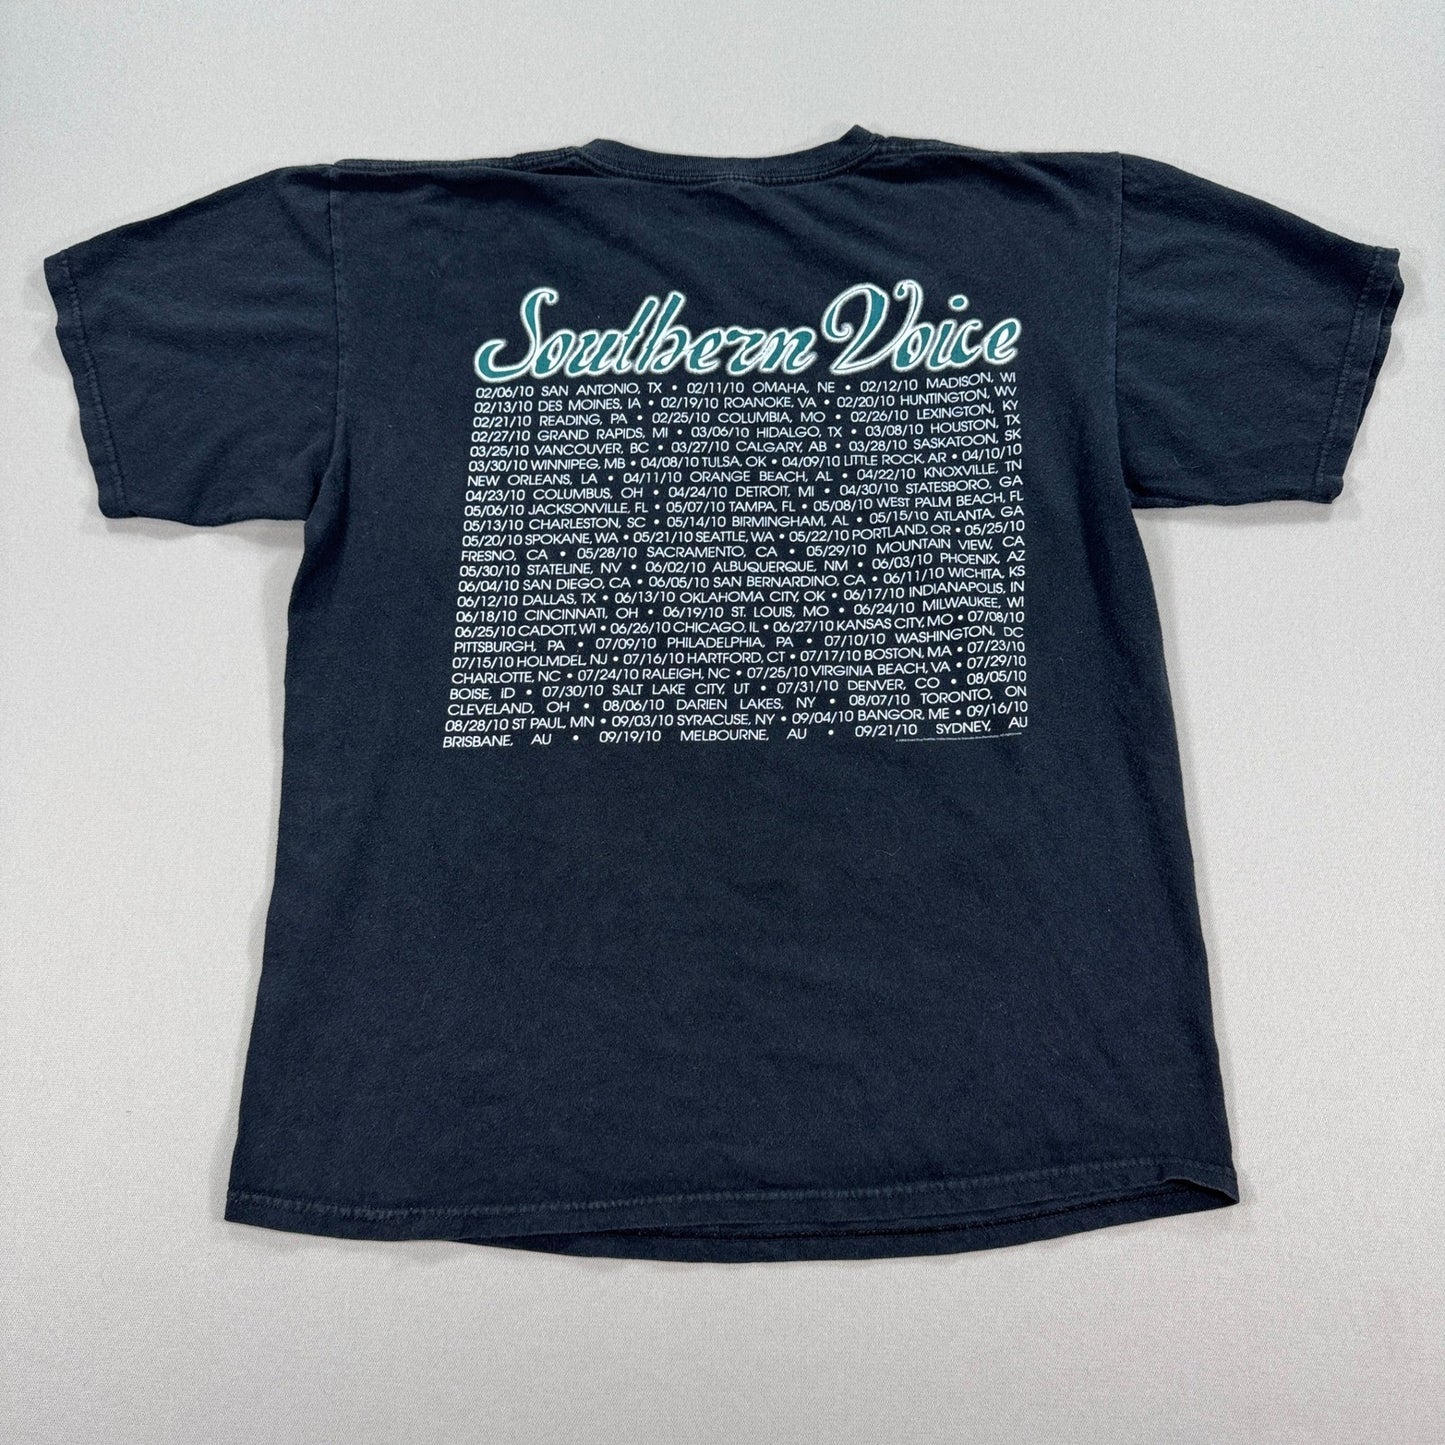 Southern Voice
02/06/10 SAN ANTONIO, TX • 02/11/10 OMAHA, NE • 02/12/10 MADISON, WI
02/13/10 DES MOINES, IA • 02/19/10 ROANOKE, VA • 02/20/10 HUNTINGTON, WV
02/21/10 READING, PA • 02/25/10 COLUMBIA, MO • 02/26/10 LEXINGTON, KY
02/27/10 GRAND RAPIDS, MI • 03/06/10 HIDALGO, TX • 03/08/10 HOUSTON, TX
03/25/10 VANCOUVER, BC • 03/27/10 CALGARY, AB • 03/28/10 SASKATOON, SK
03/30/10 WINNIPEG, MB • 04/08/10 TULSA, OK • 04/09/10 LITTLE ROCK, AR • 04/10/10
NEW ORLEANS, LA • 04/11/10 ORANGE BEACH, AL • 04/22/10 KNOXVILLE, TN
04/23/10 COLUMBUS, OH • 04/24/10 DETROIT, MI • 04/30/10 STATESBORO, GA
05/06/10 JACKSONVILLE, FL • 05/07/10 TAMPA, FL • 05/08/10 WEST PALM BEACH, FL
05/13/10 CHARLESTON, SC • 05/14/10 BIRMINGHAM, AL • 05/15/10 ATLANTA, GA
05/20/10 SPOKANE, WA • 05/21/10 SEATTLE, WA • 05/22/10 PORTLAND, OR • 05/25/10
FRESNO, CA • 05/28/10 SACRAMENTO, CA • 05/29/10 MOUNTAIN VIEW, CA
05/30/10 STATELINE, NV • 06/02/10 ALBUQUERQUE, NM • 06/03/10 PHOENIX, AZ
06/04/10 SAN DIEGO, CA • 06/05/10 SAN BERNARDINO, CA • 06/11/10 WICHITA, KS
06/12/10 DALLAS, TX • 06/13/10 OKLAHOMA CITY, OK • 06/17/10 INDIANAPOLIS, IN
06/18/10 CINCINNATI, OH • 06/19/10 ST. LOUIS, MO • 06/24/10 MILWAUKEE, WI
06/25/10 CADOTT, WI • 06/26/10 CHICAGO, IL • 06/27/10 KANSAS CITY, MO • 07/08/10
PITTSBURGH, PA • 07/09/10 PHILADELPHIA, PA • 07/10/10 WASHINGTON, DC
07/15/10 HOLMDEL, NJ • 07/16/10 HARTFORD, CT • 07/17/10 BOSTON, MA • 07/23/10
CHARLOTTE, NC • 07/24/10 RALEIGH, NC • 07/25/10 VIRGINIA BEACH, VA • 07/29/10
BOISE, ID • 07/30/10 SALT LAKE CITY, UT • 07/31/10 DENVER, CO • 08/05/10
CLEVELAND, OH • 08/06/10 DARIEN LAKES, NY • 08/07/10 TORONTO, ON
08/28/10 ST PAUL, MN • 09/03/10 SYRACUSE, NY • 09/04/10 BANGOR, ME • 09/16/10
BRISBANE, AU • 09/19/10 MELBOURNE, AU • 09/21/10 SYDNEY, AU